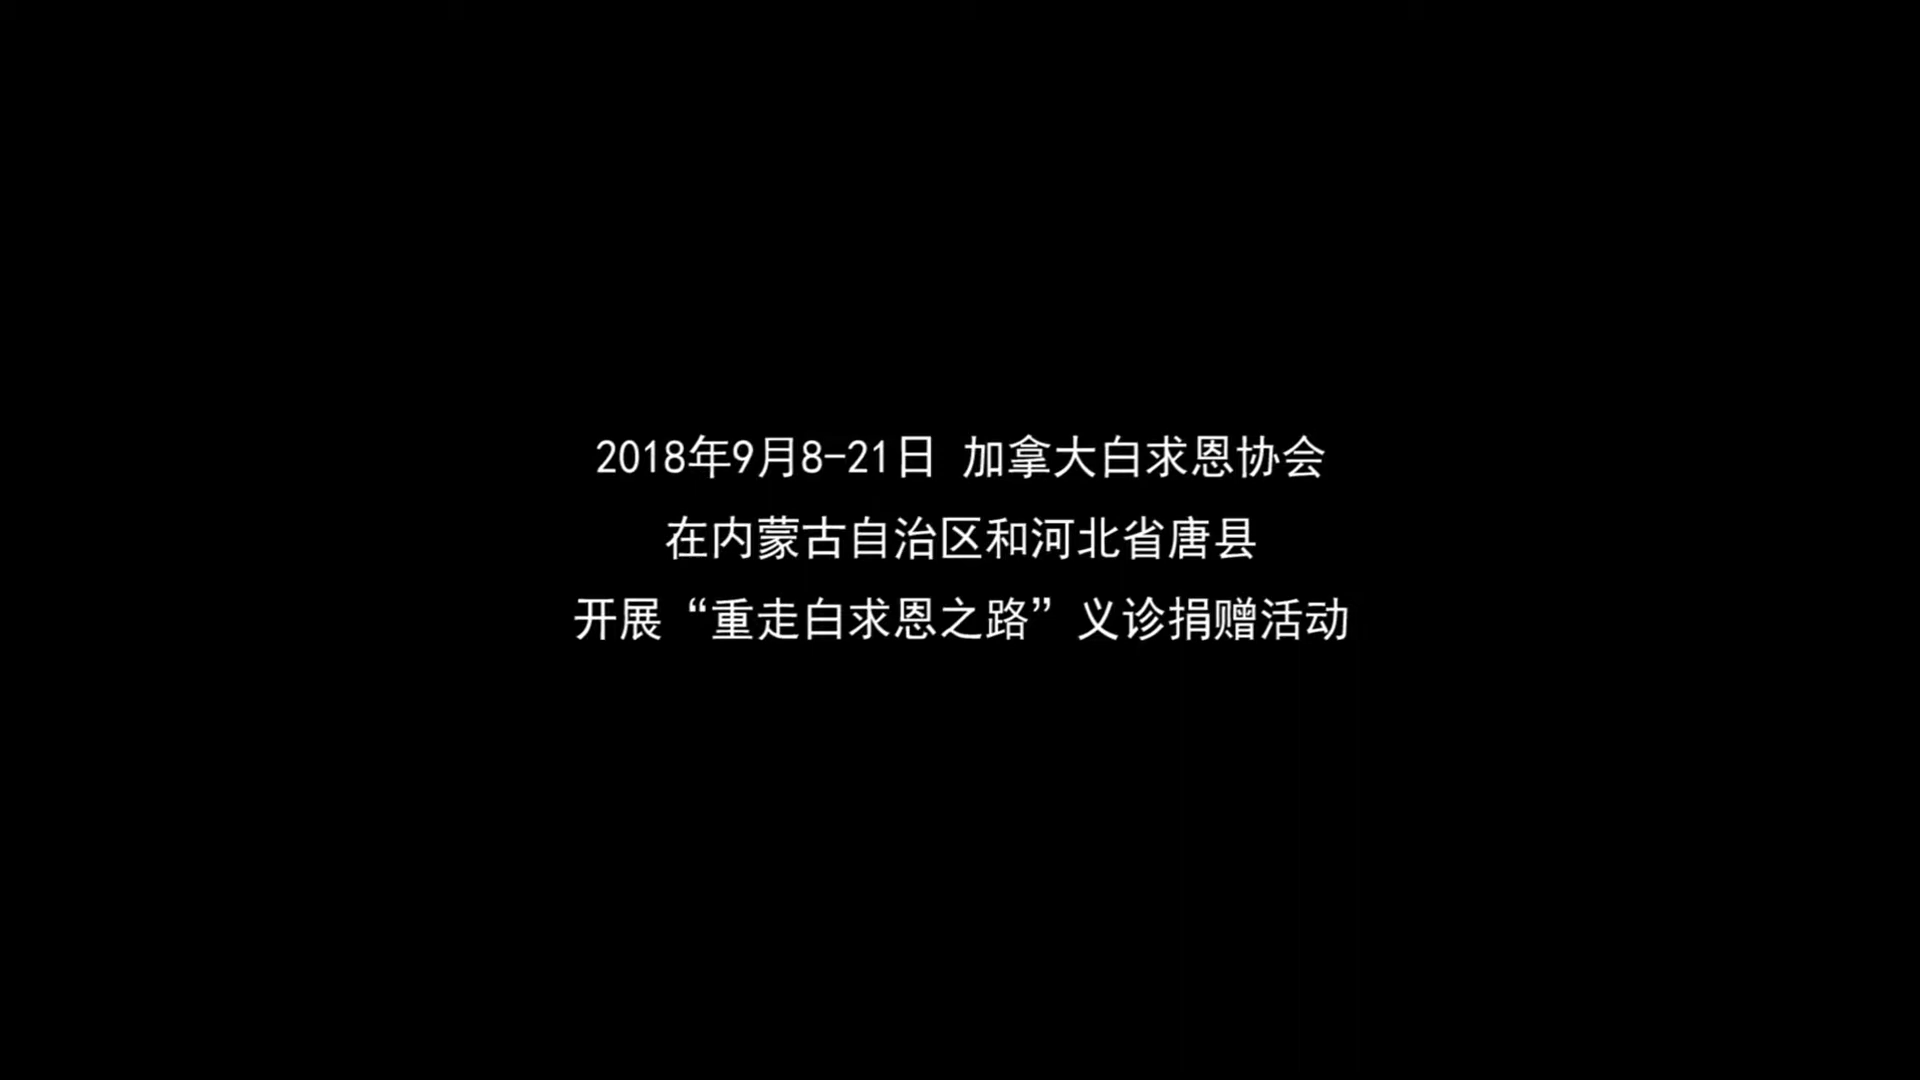 2018年9月8-21日 加拿大白求恩协会
在内蒙古自治区和河北省唐县
开展“重走白求恩之路”义诊捐赠活动